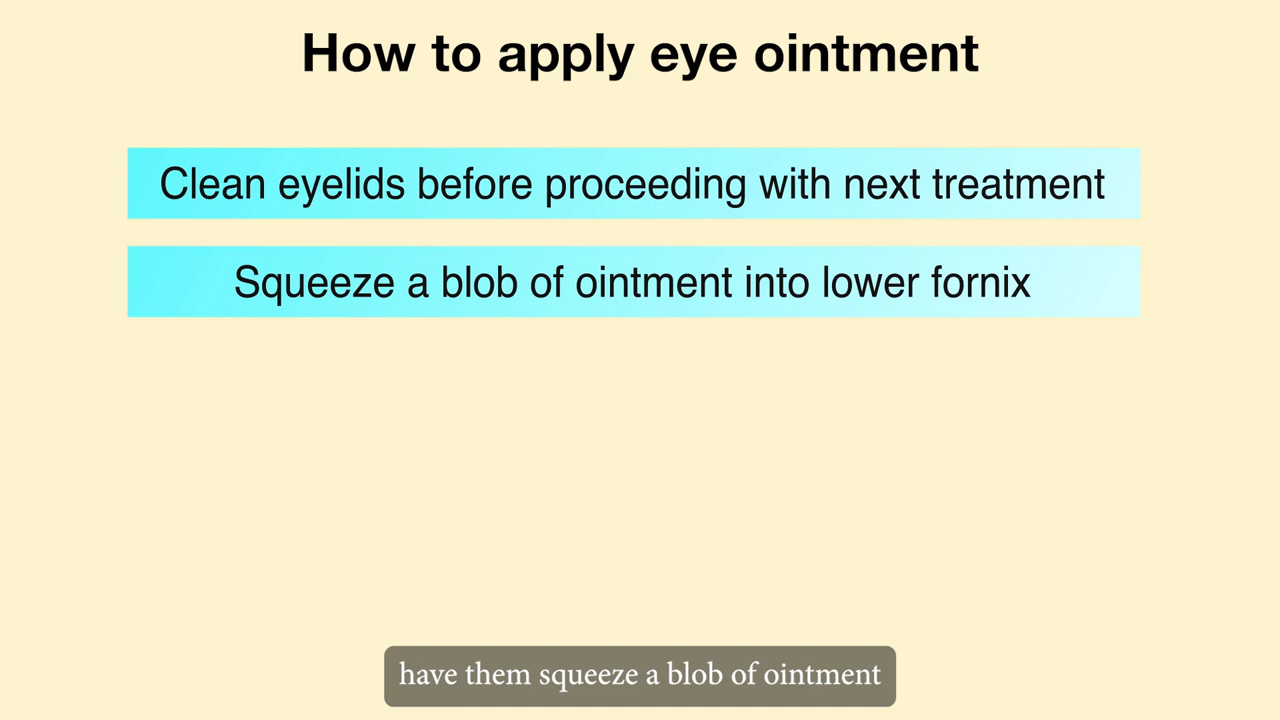 How to apply eye ointment
Clean eyelids before proceeding with next treatment
Squeeze a blob of ointment into lower fornix
have them squeeze a blob of ointment